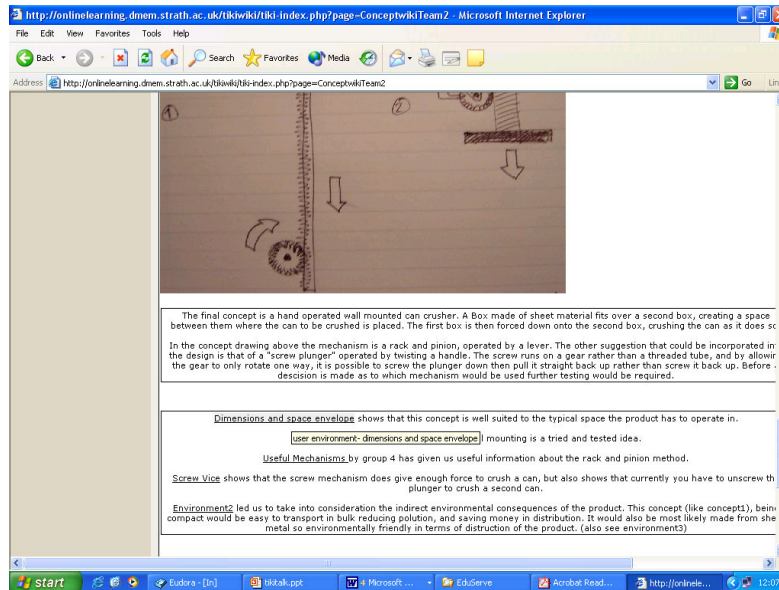 http://onlinelearning.dmem.strath.ac.uk/tikiwiki/tiki-index.php?page=ConceptwikiTeam2 - Microsoft Internet Explorer
File Edit View Favorites Tools Help
Back Search Favorites Media
Address http://onlinelearning.dmem.strath.ac.uk/tikiwiki/tiki-index.php?page=ConceptwikiTeam2 Go Lin
1 2
The final concept is a hand operated wall mounted can crusher. A Box made of sheet material fits over a second box, creating a space
between them where the can to be crushed is placed. The first box is then forced down onto the second box, crushing the can as it does so
In the concept drawing above the mechanism is a rack and pinion, operated by a lever. The other suggestion that could be incorporated in
the design is that of a "screw plunger" operated by twisting a handle. The screw runs on a gear rather than a threaded tube, and by allowin
the gear to only rotate one way, it is possible to screw the plunger down then pull it straight back up rather than screw it back up. Before
descision is made as to which mechanism would be used further testing would be required.
Dimensions and space envelope shows that this concept is well suited to the typical space the product has to operate in.
user environment- dimensions and space envelope l mounting is a tried and tested idea.
Useful Mechanisms by group 4 has given us useful information about the rack and pinion method.
Screw Vice shows that the screw mechanism does give enough force to crush a can, but also shows that currently you have to unscrew th
plunger to crush a second can.
Environment2 led us to take into consideration the indirect environmental consequences of the product. This concept (like concept1), bein
compact would be easy to transport in bulk reducing polution, and saving money in distribution. It would also be most likely made from she
metal so environmentally friendly in terms of distruction of the product. (also see environment3)
start Eudora - [In] tiktalk.ppt 4 Microsoft ... EduServe Acrobat Read... http://onlinele... 12:07